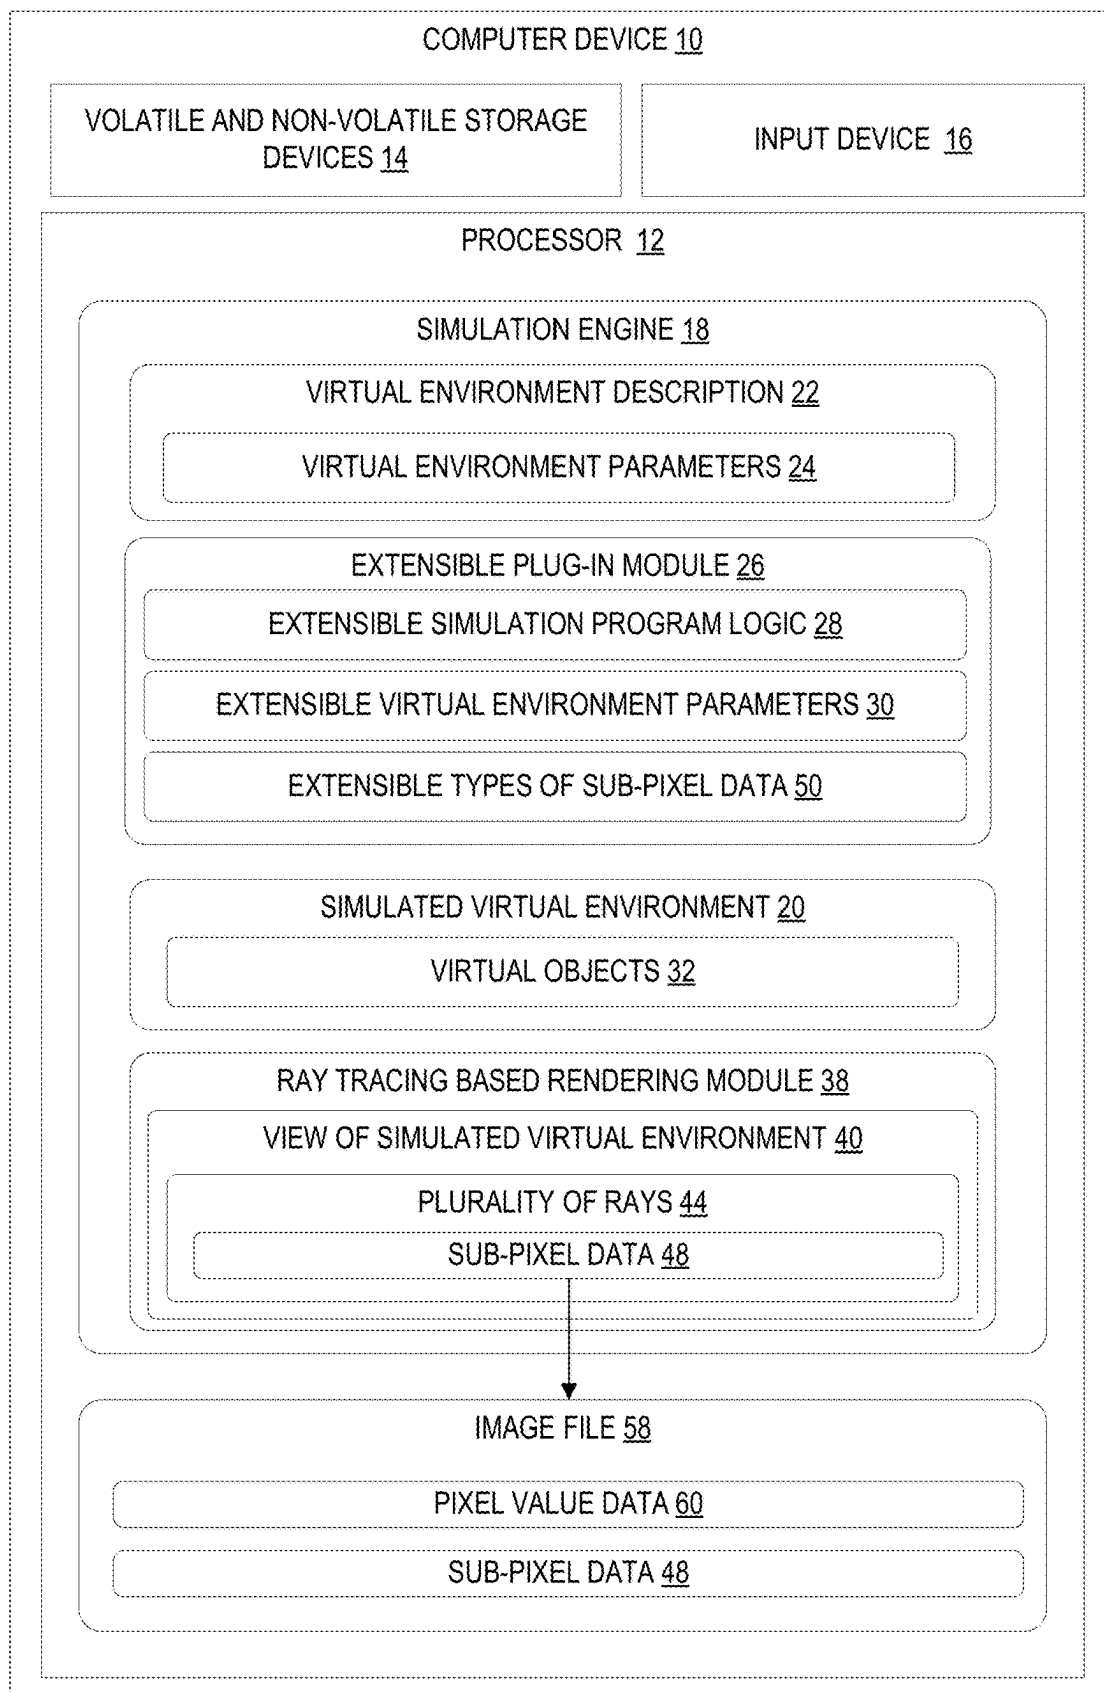 COMPUTER DEVICE 10
VOLATILE AND NON-VOLATILE STORAGE
DEVICES 14
INPUT DEVICE 16
PROCESSOR 12
SIMULATION ENGINE 18
VIRTUAL ENVIRONMENT DESCRIPTION 22
VIRTUAL ENVIRONMENT PARAMETERS 24
EXTENSIBLE PLUG-IN MODULE 26
EXTENSIBLE SIMULATION PROGRAM LOGIC 28
EXTENSIBLE VIRTUAL ENVIRONMENT PARAMETERS 30
EXTENSIBLE TYPES OF SUB-PIXEL DATA 50
SIMULATED VIRTUAL ENVIRONMENT 20
VIRTUAL OBJECTS 32
RAY TRACING BASED RENDERING MODULE 38
VIEW OF SIMULATED VIRTUAL ENVIRONMENT 40
PLURALITY OF RAYS 44
SUB-PIXEL DATA 48
IMAGE FILE 58
PIXEL VALUE DATA 60
SUB-PIXEL DATA 48